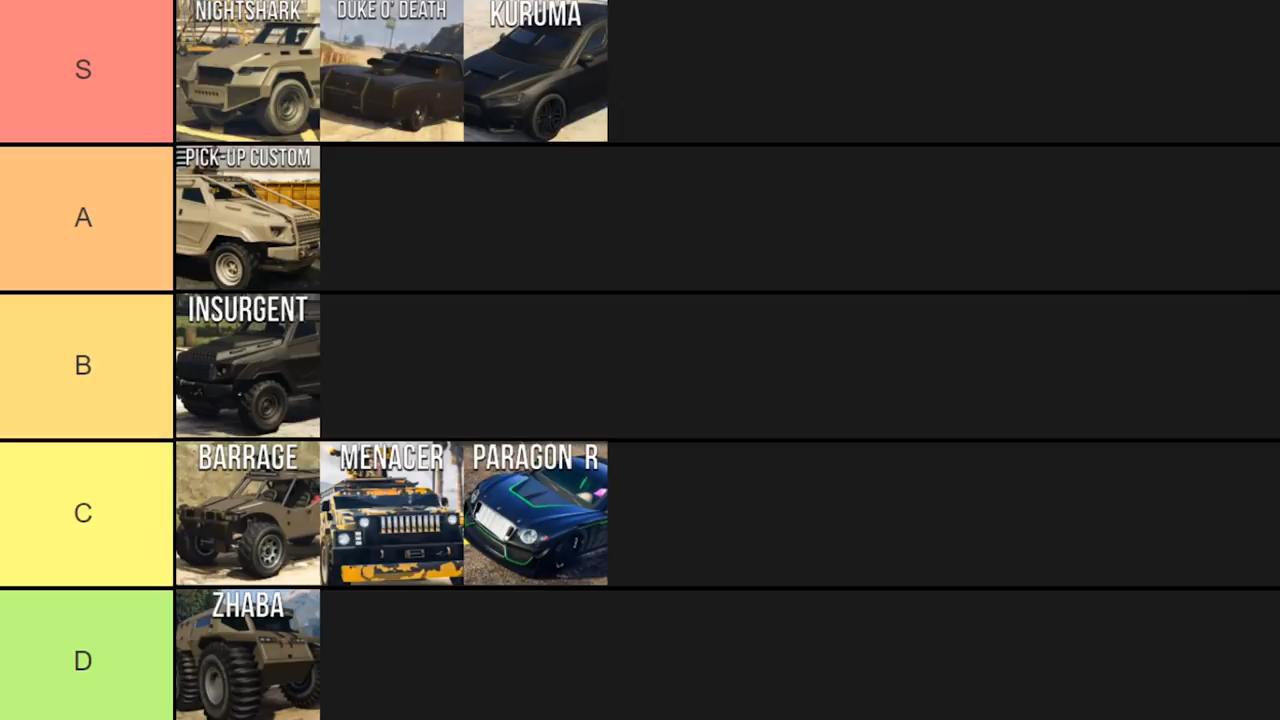 S
NIGHTSHARK
DUKE O' DEATH
KURUMA
A
PICK-UP CUSTOM
B
INSURGENT
C
BARRAGE
MENACER
PARAGON R
D
ZHABA